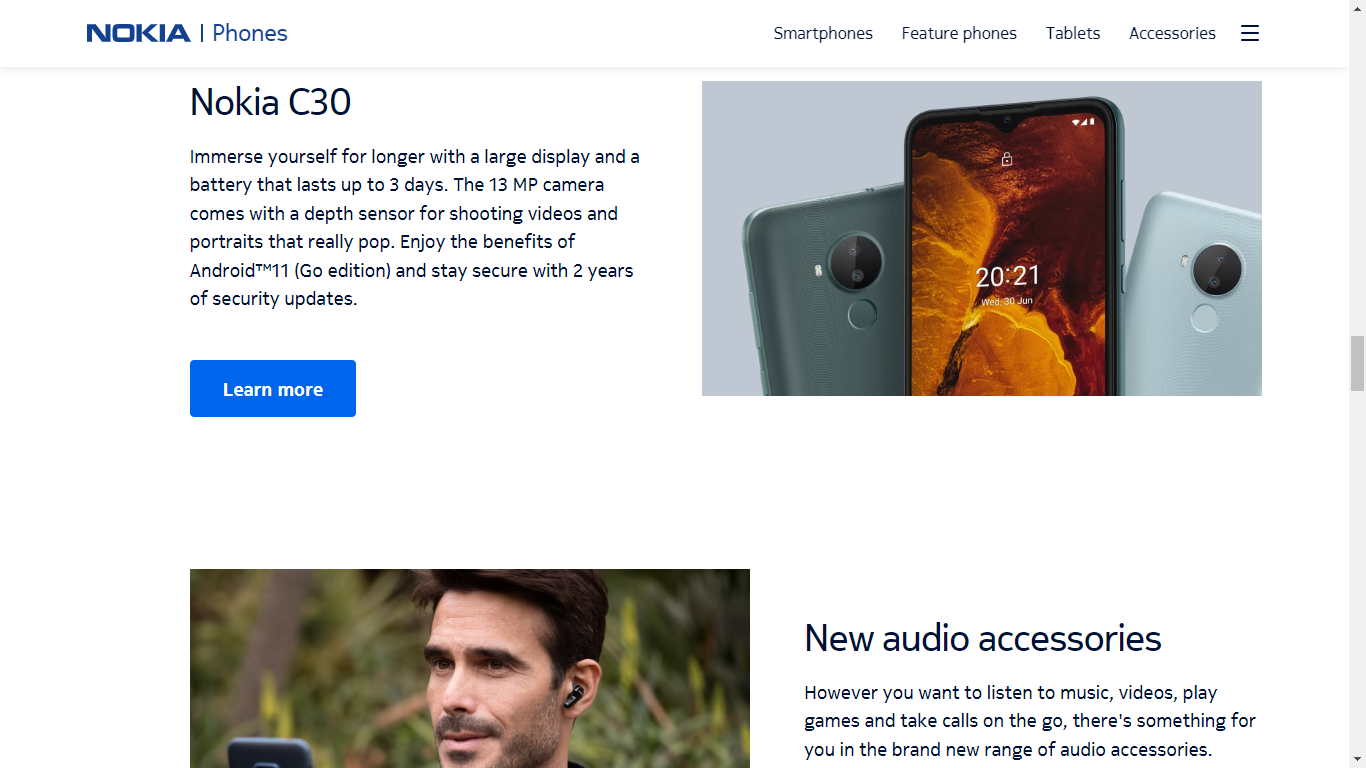 NOKIA | Phones
Smartphones Feature phones Tablets Accessories
Nokia C30
Immerse yourself for longer with a large display and a
battery that lasts up to 3 days. The 13 MP camera
comes with a depth sensor for shooting videos and
portraits that really pop. Enjoy the benefits of
Android™11 (Go edition) and stay secure with 2 years
of security updates.
Learn more
20:21
Wed, 30 Jun
New audio accessories
However you want to listen to music, videos, play
games and take calls on the go, there's something for
you in the brand new range of audio accessories.